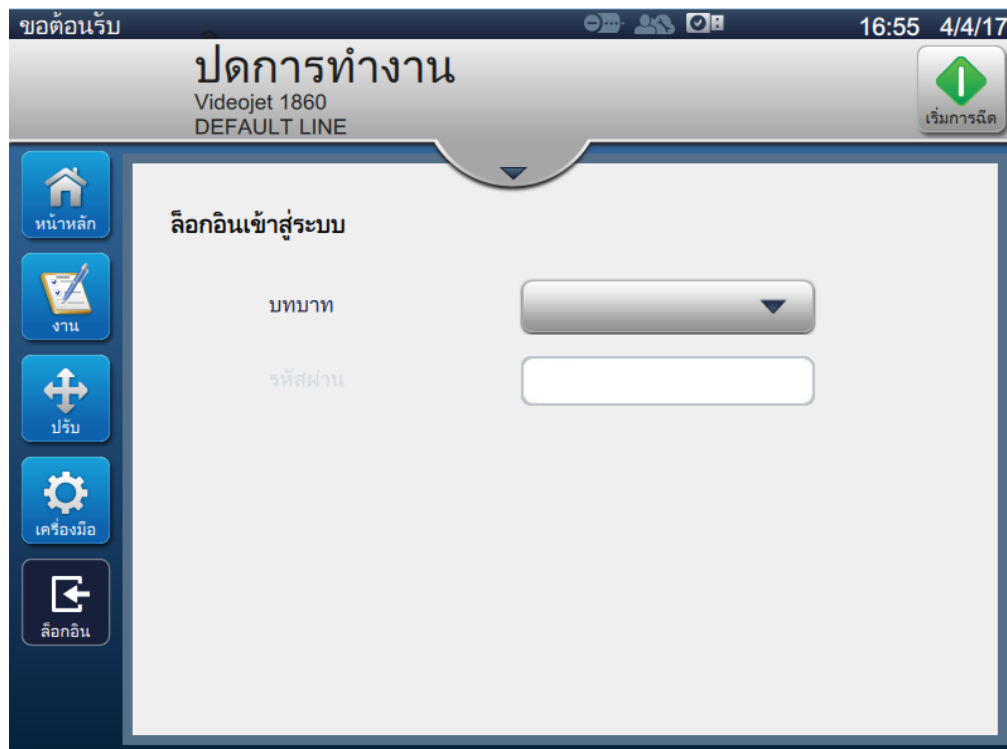 ขอต้อนรับ
16:55 4/4/17
ปิดการทำงาน
Videojet 1860
DEFAULT LINE
เริ่มการฉีด
หน้าหลัก
งาน
ปรับ
เครื่องมือ
ล็อกอิน
ล็อกอินเข้าสู่ระบบ
บทบาท
รหัสผ่าน